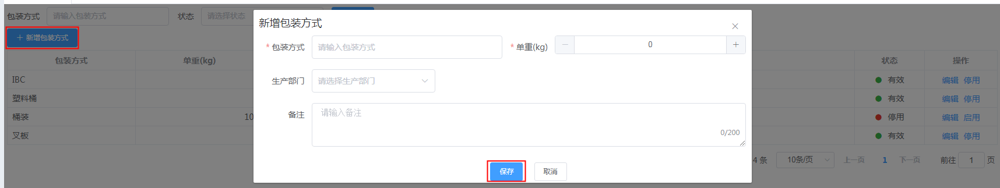 包装方式 请输入包装方式 状态 请选择状态
新增包装方式
+ 新增包装方式
* 包装方式 请输入包装方式 * 单重(kg) − 0 +
包装方式 单重(kg) 状态 操作
IBC 有效 编辑 停用
生产部门 请选择生产部门
塑料桶 有效 编辑 停用
桶装 10 停用 编辑 启用
备注 请输入备注
0/200
叉板 有效 编辑 停用
4 条 10条/页 上一页 1 下一页 前往 1 页
保存 取消